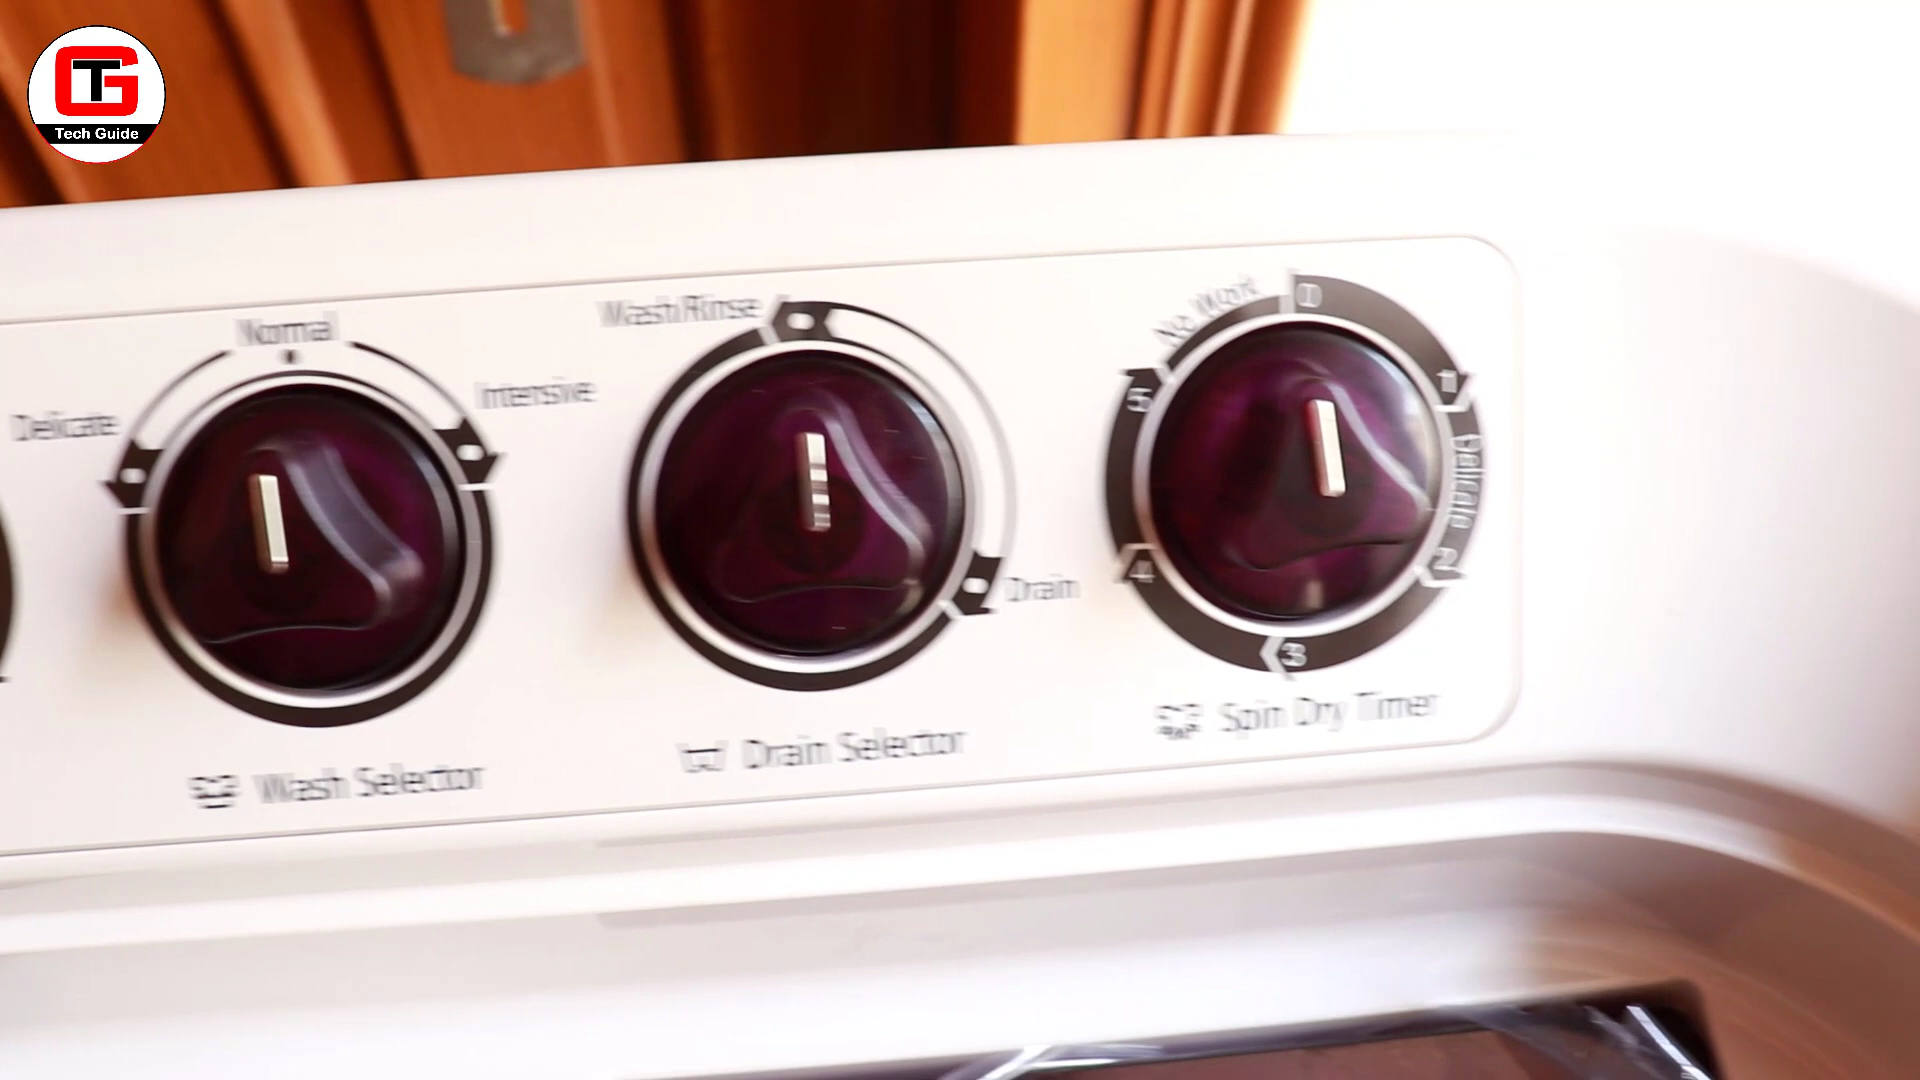 TG
Tech Guide
Normal
Delicate
Intensive
Wash Selector
Wash/Rinse
Drain
Drain Selector
No Work
0
1
Delicate
2
3
4
5
Spin Dry Timer